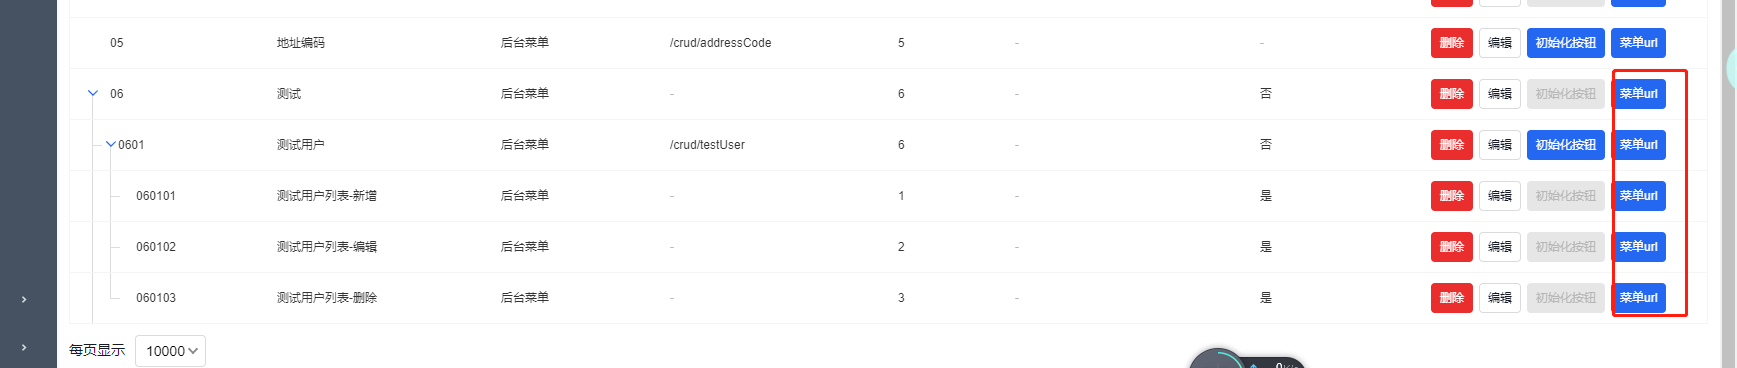 05 地址编码 后台菜单 /crud/addressCode 5 - - 删除 编辑 初始化按钮 菜单url
06 测试 后台菜单 - 6 - 否 删除 编辑 初始化按钮 菜单url
0601 测试用户 后台菜单 /crud/testUser 6 否 删除 编辑 初始化按钮 菜单url
060101 测试用户列表-新增 后台菜单 - 1 - 是 删除 编辑 初始化按钮 菜单url
060102 测试用户列表-编辑 后台菜单 - 2 - 是 删除 编辑 初始化按钮 菜单url
060103 测试用户列表-删除 后台菜单 - 3 - 是 删除 编辑 初始化按钮 菜单url
每页显示 10000